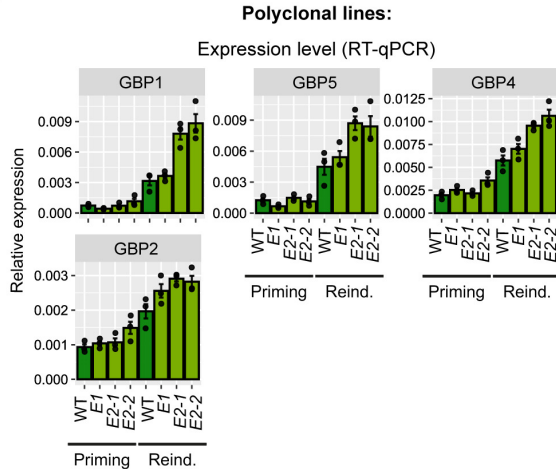 Polyclonal lines:
Expression level (RT-qPCR)
GBP1
GBP5
GBP4
Relative expression
0.009
0.006
0.003
0.000
0.009
0.006
0.003
0.000
0.0125
0.0100
0.0075
0.0050
0.0025
0.0000
WT
E1
E2-1
E2-2
WT
E1
E2-1
E2-2
Priming
Reind.
WT
E1
E2-1
E2-2
WT
E1
E2-1
E2-2
Priming
Reind.
GBP2
0.003
0.002
0.001
0.000
WT
E1
E2-1
E2-2
WT
E1
E2-1
E2-2
Priming
Reind.